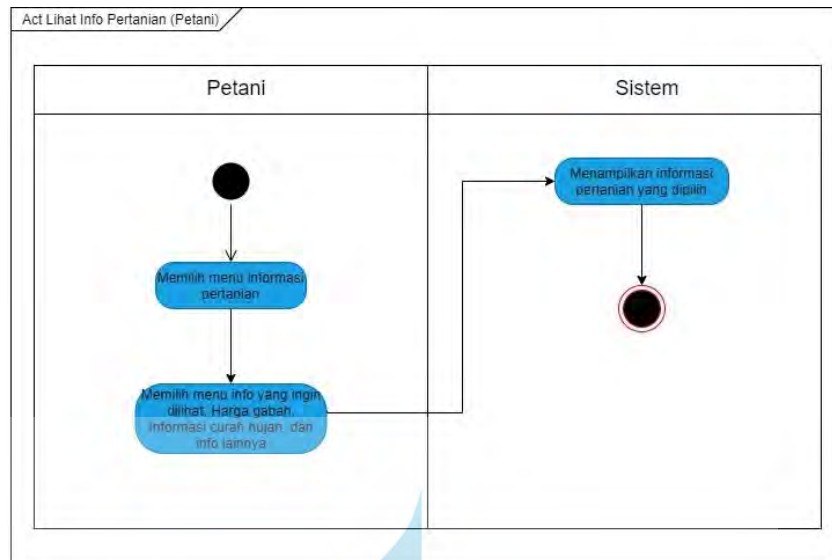 Act Lihat Info Pertanian (Petani)
Petani
Sistem
Memilih menu informasi
pertanian
Memilih menu info yang ingin
dilihat. Harga gabah,
Informasi curah hujan, dan
info lainnya
Menampilkan informasi
pertanian yang dipilih